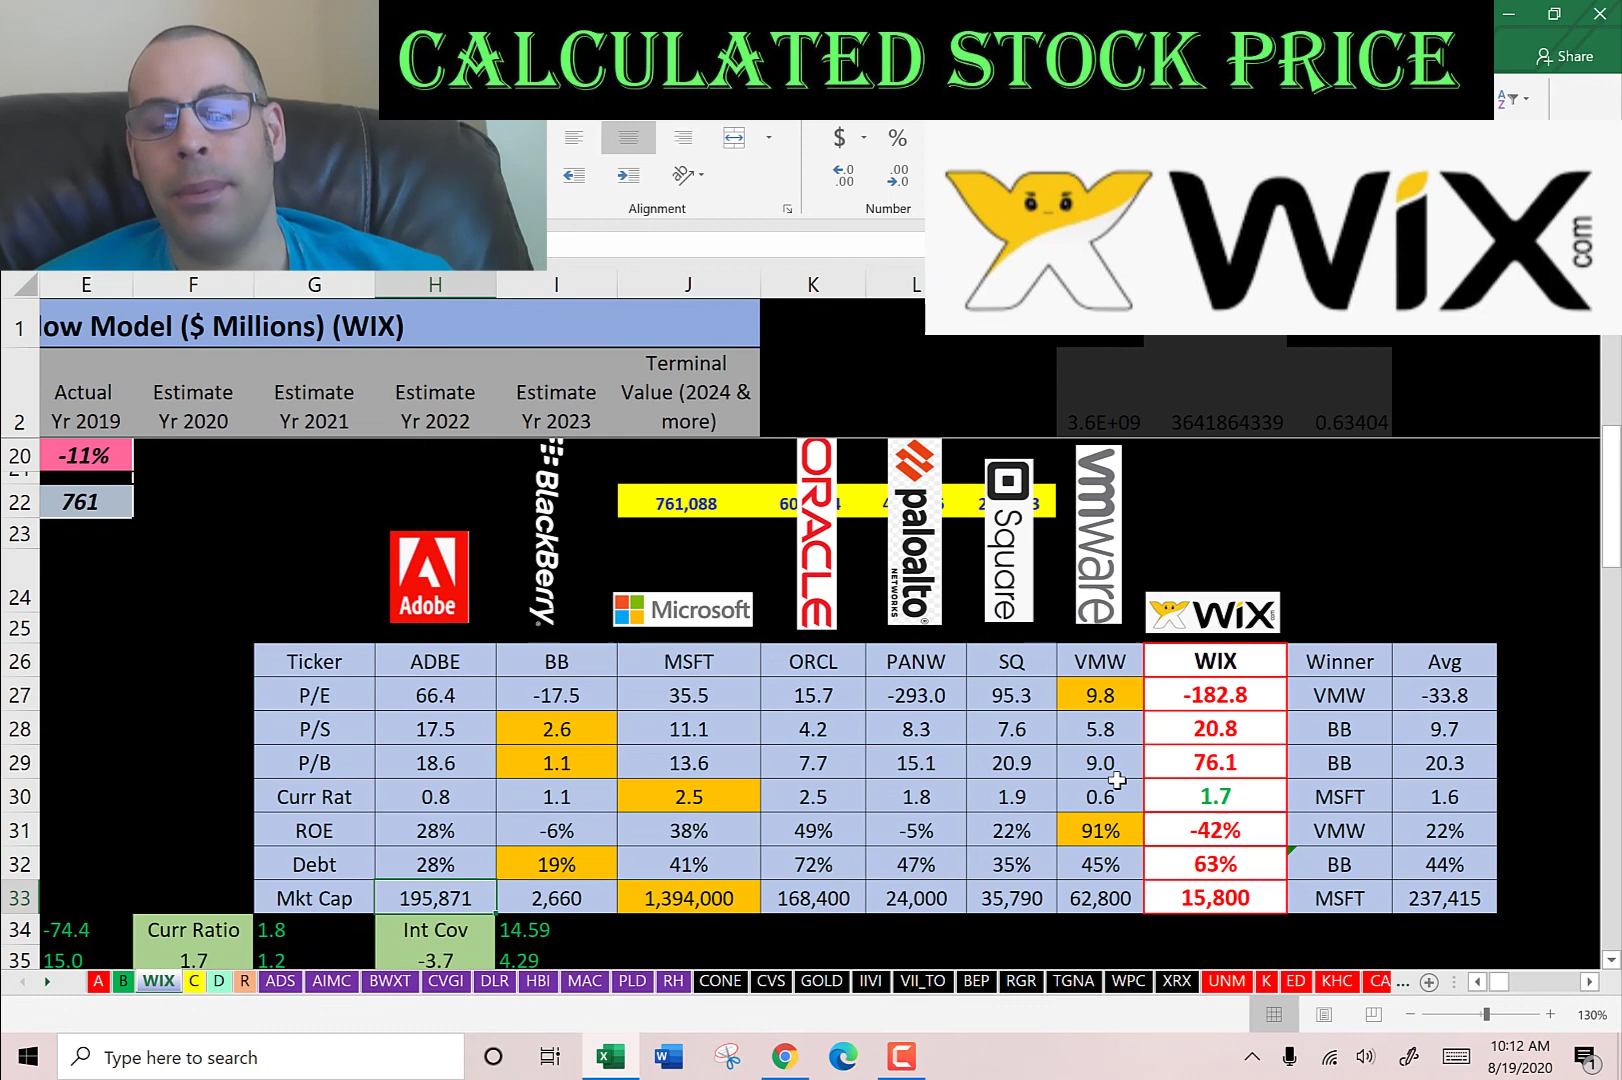 CALCULATED STOCK PRICE
Share
Alignment
$ %
Number
WiX.com
E F G H I J K L
1 low Model ($ Millions) (WIX)
2 Actual Yr 2019 Estimate Yr 2020 Estimate Yr 2021 Estimate Yr 2022 Estimate Yr 2023 Terminal Value (2024 & more) 3.6E+09 3641864339 0.63404
20 -11%
22 761 761,088
23
24
25
Adobe BlackBerry. Microsoft ORACLE paloalto NETWORKS Square vmware WiX.com
26 Ticker ADBE BB MSFT ORCL PANW SQ VMW WIX Winner Avg
27 P/E 66.4 -17.5 35.5 15.7 -293.0 95.3 9.8 -182.8 VMW -33.8
28 P/S 17.5 2.6 11.1 4.2 8.3 7.6 5.8 20.8 BB 9.7
29 P/B 18.6 1.1 13.6 7.7 15.1 20.9 9.0 76.1 BB 20.3
30 Curr Rat 0.8 1.1 2.5 2.5 1.8 1.9 0.6 1.7 MSFT 1.6
31 ROE 28% -6% 38% 49% -5% 22% 91% -42% VMW 22%
32 Debt 28% 19% 41% 72% 47% 35% 45% 63% BB 44%
33 Mkt Cap 195,871 2,660 1,394,000 168,400 24,000 35,790 62,800 15,800 MSFT 237,415
34 -74.4 Curr Ratio 1.8 Int Cov 14.59
35 15.0 1.7 1.2 -3.7 4.29
A B WIX C D R ADS AIMC BWXT CVGI DLR HBI MAC PLD RH CONE CVS GOLD IIVI VII_TO BEP RGR TGNA WPC XRX UNM K ED KHC CA ...
130%
Type here to search
10:12 AM
8/19/2020